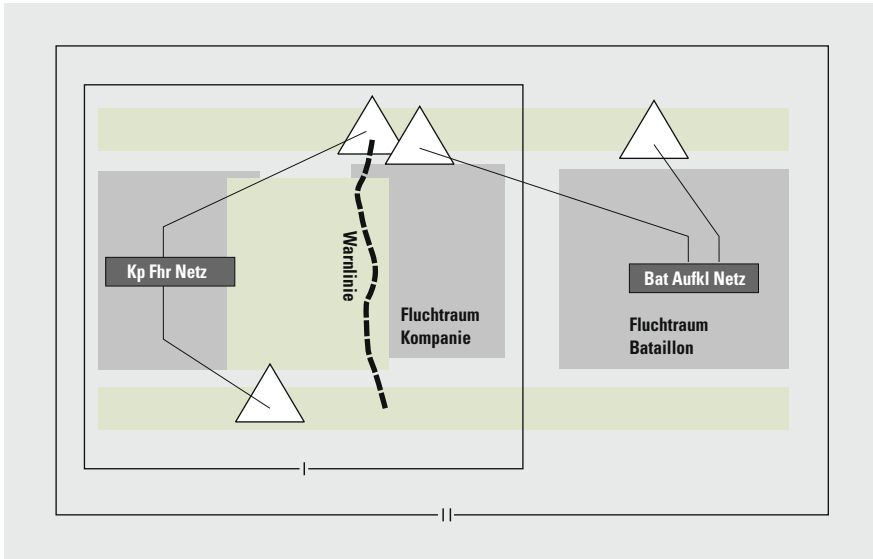 Kp Fhr Netz
Warnlinie
Fluchtraum
Kompanie
Bat Aufkl Netz
Fluchtraum
Bataillon
I
II